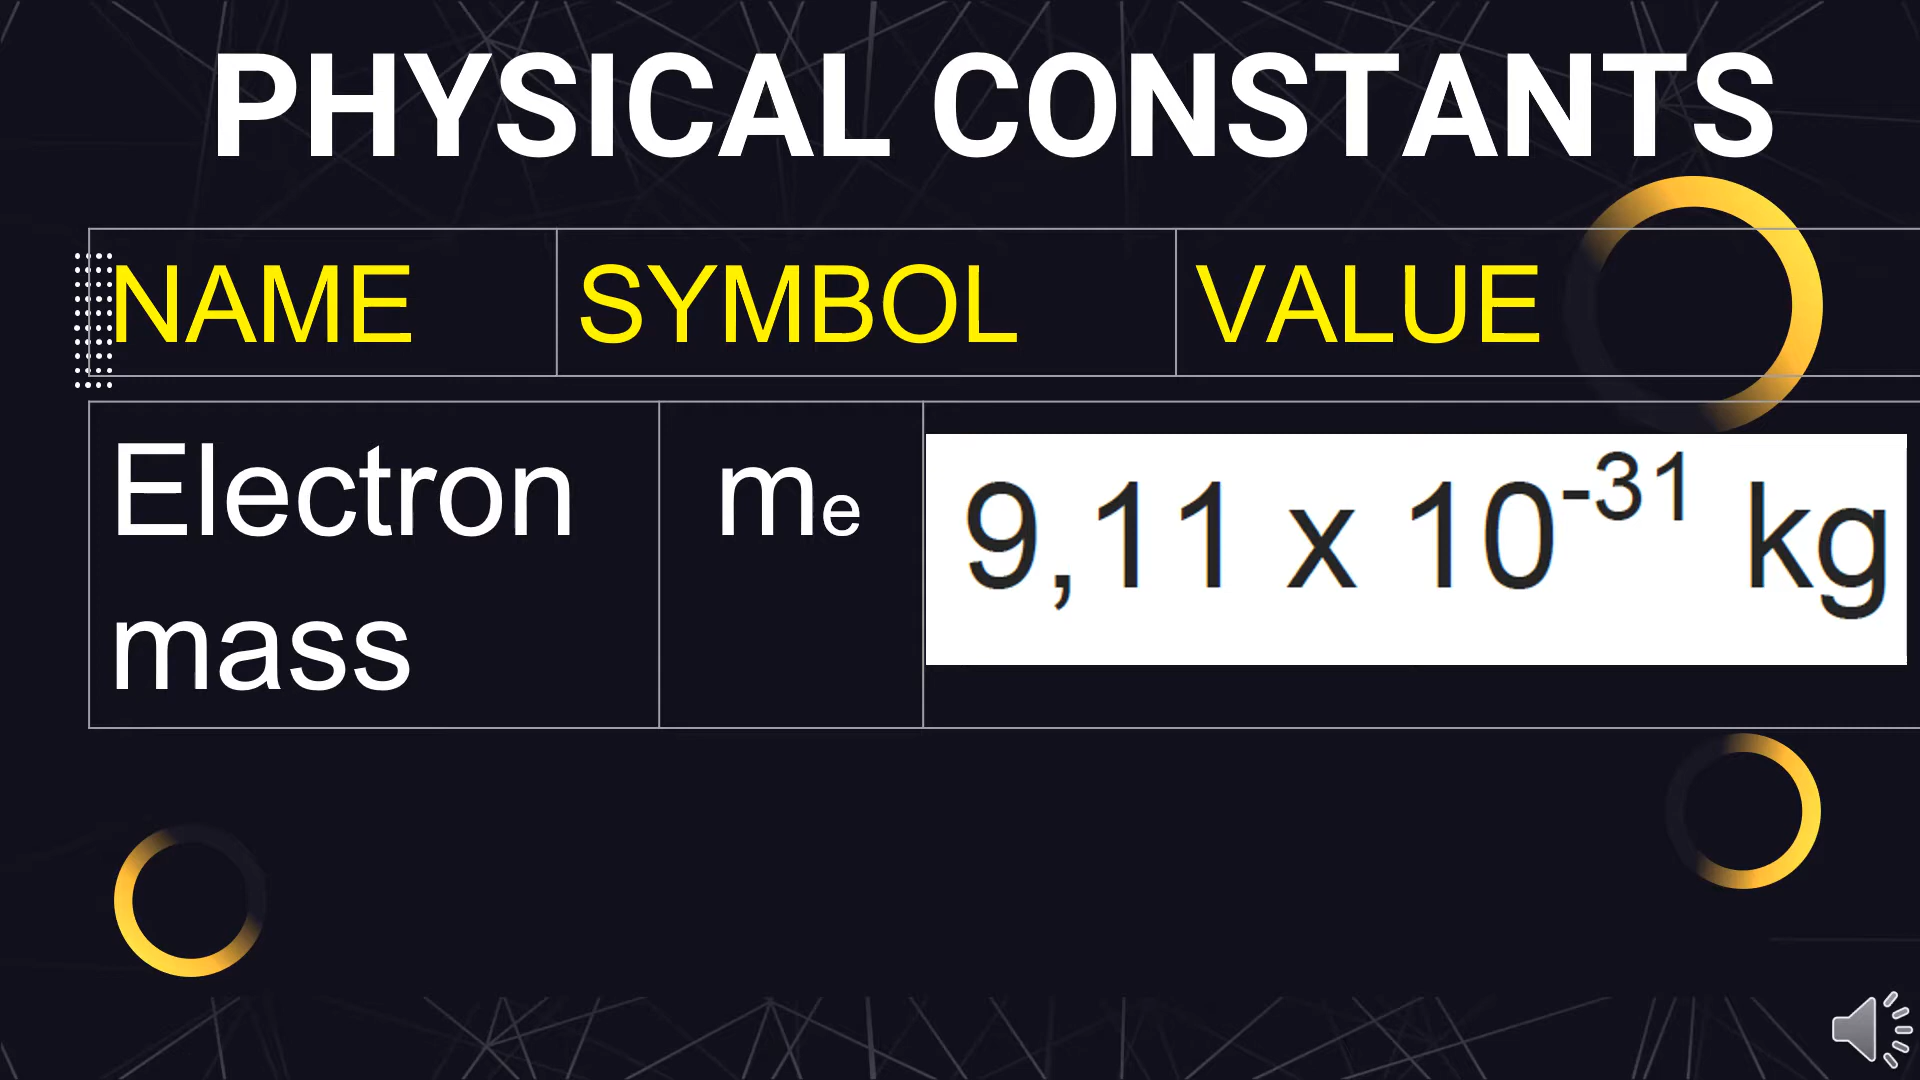 PHYSICAL CONSTANTS
NAME SYMBOL VALUE
Electron mₑ 9,11 x 10⁻³¹ kg
mass